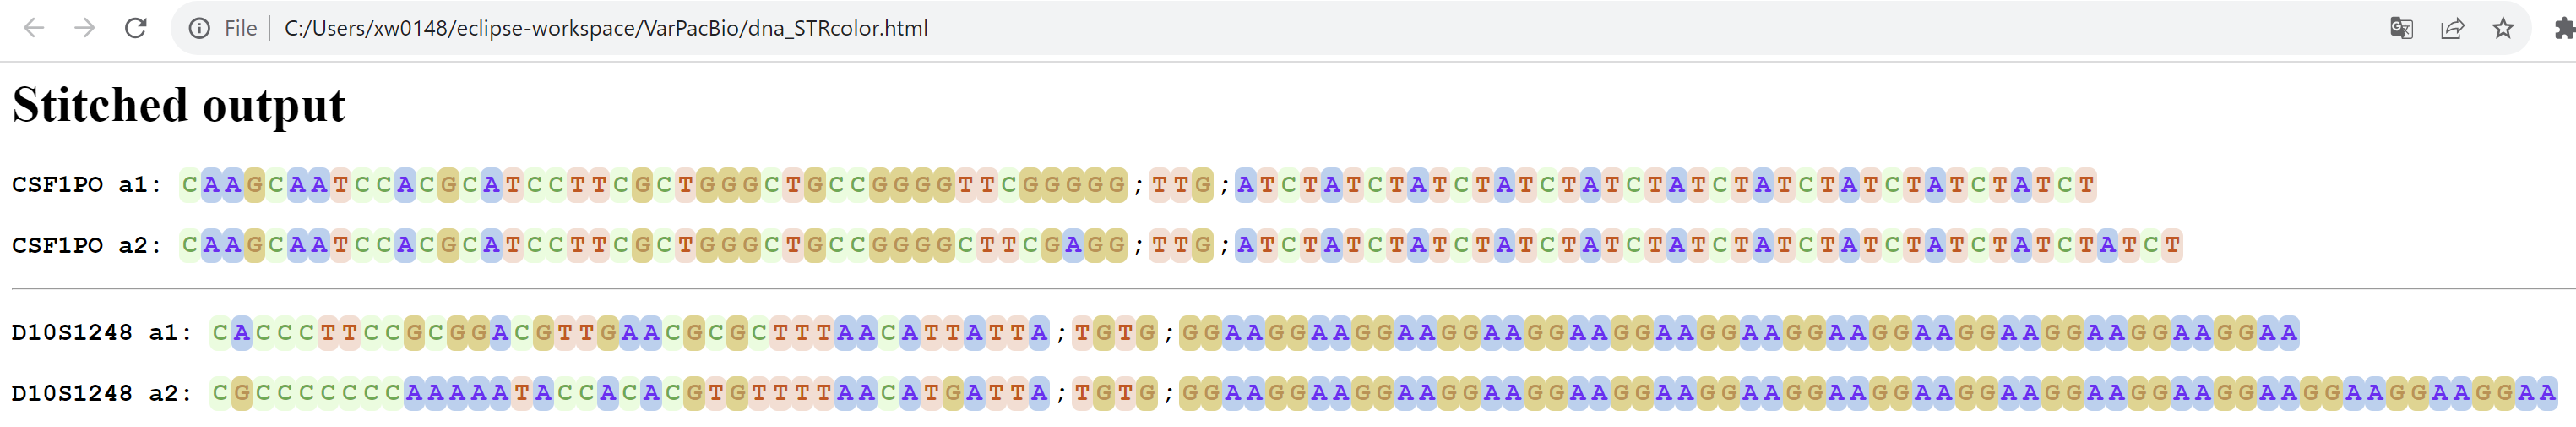 File C:/Users/xw0148/eclipse-workspace/VarPacBio/dna_STRcolor.html
Stitched output
CSF1PO a1: CAAGCAATCCACGCATCCTTCGCTGGGCTGCCGGGGTTCGGGGG;TTG;ATCTATCTATCTATCTATCTATCTATCTATCTATCTATCT
CSF1PO a2: CAAGCAATCCACGCATCCTTCGCTGGGCTGCCGGGGCTTCGAGG;TTG;ATCTATCTATCTATCTATCTATCTATCTATCTATCTATCTATCT
D10S1248 a1: CACCCTTCCGCGGACGTTGAACGCGCTTTAACATTATTA;TGTG;GGAAGGAAGGAAGGAAGGAAGGAAGGAAGGAAGGAAGGAAGGAAGGAAGGAA
D10S1248 a2: CGCCCCCCCAAAAATACCACACGTGTTTTAACATGATTA;TGTG;GGAAGGAAGGAAGGAAGGAAGGAAGGAAGGAAGGAAGGAAGGAAGGAAGGAAGGAAGGAAGGAA